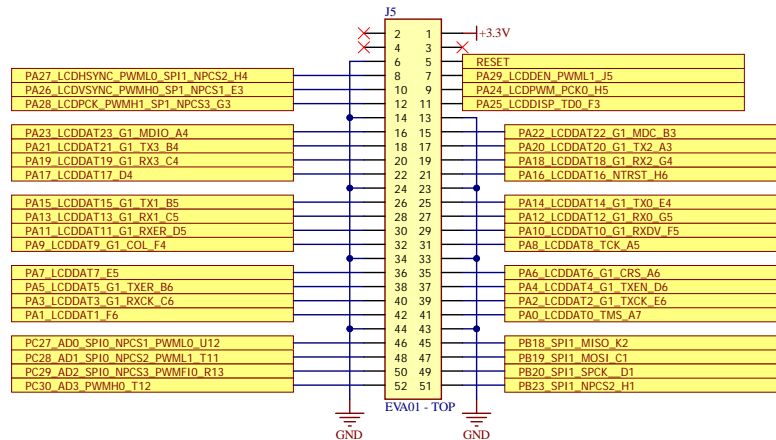 J5
2 1 +3.3V
4 3
6 5 RESET
PA27_LCDHSYNC_PWML0_SPI1_NPCS2_H4 8 7 PA29_LCDDEN_PWML1_J5
PA26_LCDVSYNC_PWMH0_SP1_NPCS1_E3 10 9 PA24_LCDPWM_PCK0_H5
PA28_LCDPCK_PWMH1_SP1_NPCS3_G3 12 11 PA25_LCDDISP_TD0_F3
14 13
PA23_LCDDAT23_G1_MDIO_A4 16 15 PA22_LCDDAT22_G1_MDC_B3
PA21_LCDDAT21_G1_TX3_B4 18 17 PA20_LCDDAT20_G1_TX2_A3
PA19_LCDDAT19_G1_RX3_C4 20 19 PA18_LCDDAT18_G1_RX2_G4
PA17_LCDDAT17_D4 22 21 PA16_LCDDAT16_NTRST_H6
24 23
PA15_LCDDAT15_G1_TX1_B5 26 25 PA14_LCDDAT14_G1_TX0_E4
PA13_LCDDAT13_G1_RX1_C5 28 27 PA12_LCDDAT12_G1_RX0_G5
PA11_LCDDAT11_G1_RXER_D5 30 29 PA10_LCDDAT10_G1_RXDV_F5
PA9_LCDDAT9_G1_COL_F4 32 31 PA8_LCDDAT8_TCK_A5
34 33
PA7_LCDDAT7_E5 36 35 PA6_LCDDAT6_G1_CRS_A6
PA5_LCDDAT5_G1_TXER_B6 38 37 PA4_LCDDAT4_G1_TXEN_D6
PA3_LCDDAT3_G1_RXCK_C6 40 39 PA2_LCDDAT2_G1_TXCK_E6
PA1_LCDDAT1_F6 42 41 PA0_LCDDAT0_TMS_A7
44 43
PC27_AD0_SPI0_NPCS1_PWML0_U12 46 45 PB18_SPI1_MISO_K2
PC28_AD1_SPI0_NPCS2_PWML1_T11 48 47 PB19_SPI1_MOSI_C1
PC29_AD2_SPI0_NPCS3_PWMFI0_R13 50 49 PB20_SPI1_SPCK__D1
PC30_AD3_PWMH0_T12 52 51 PB23_SPI1_NPCS2_H1
EVA01 - TOP
GND GND